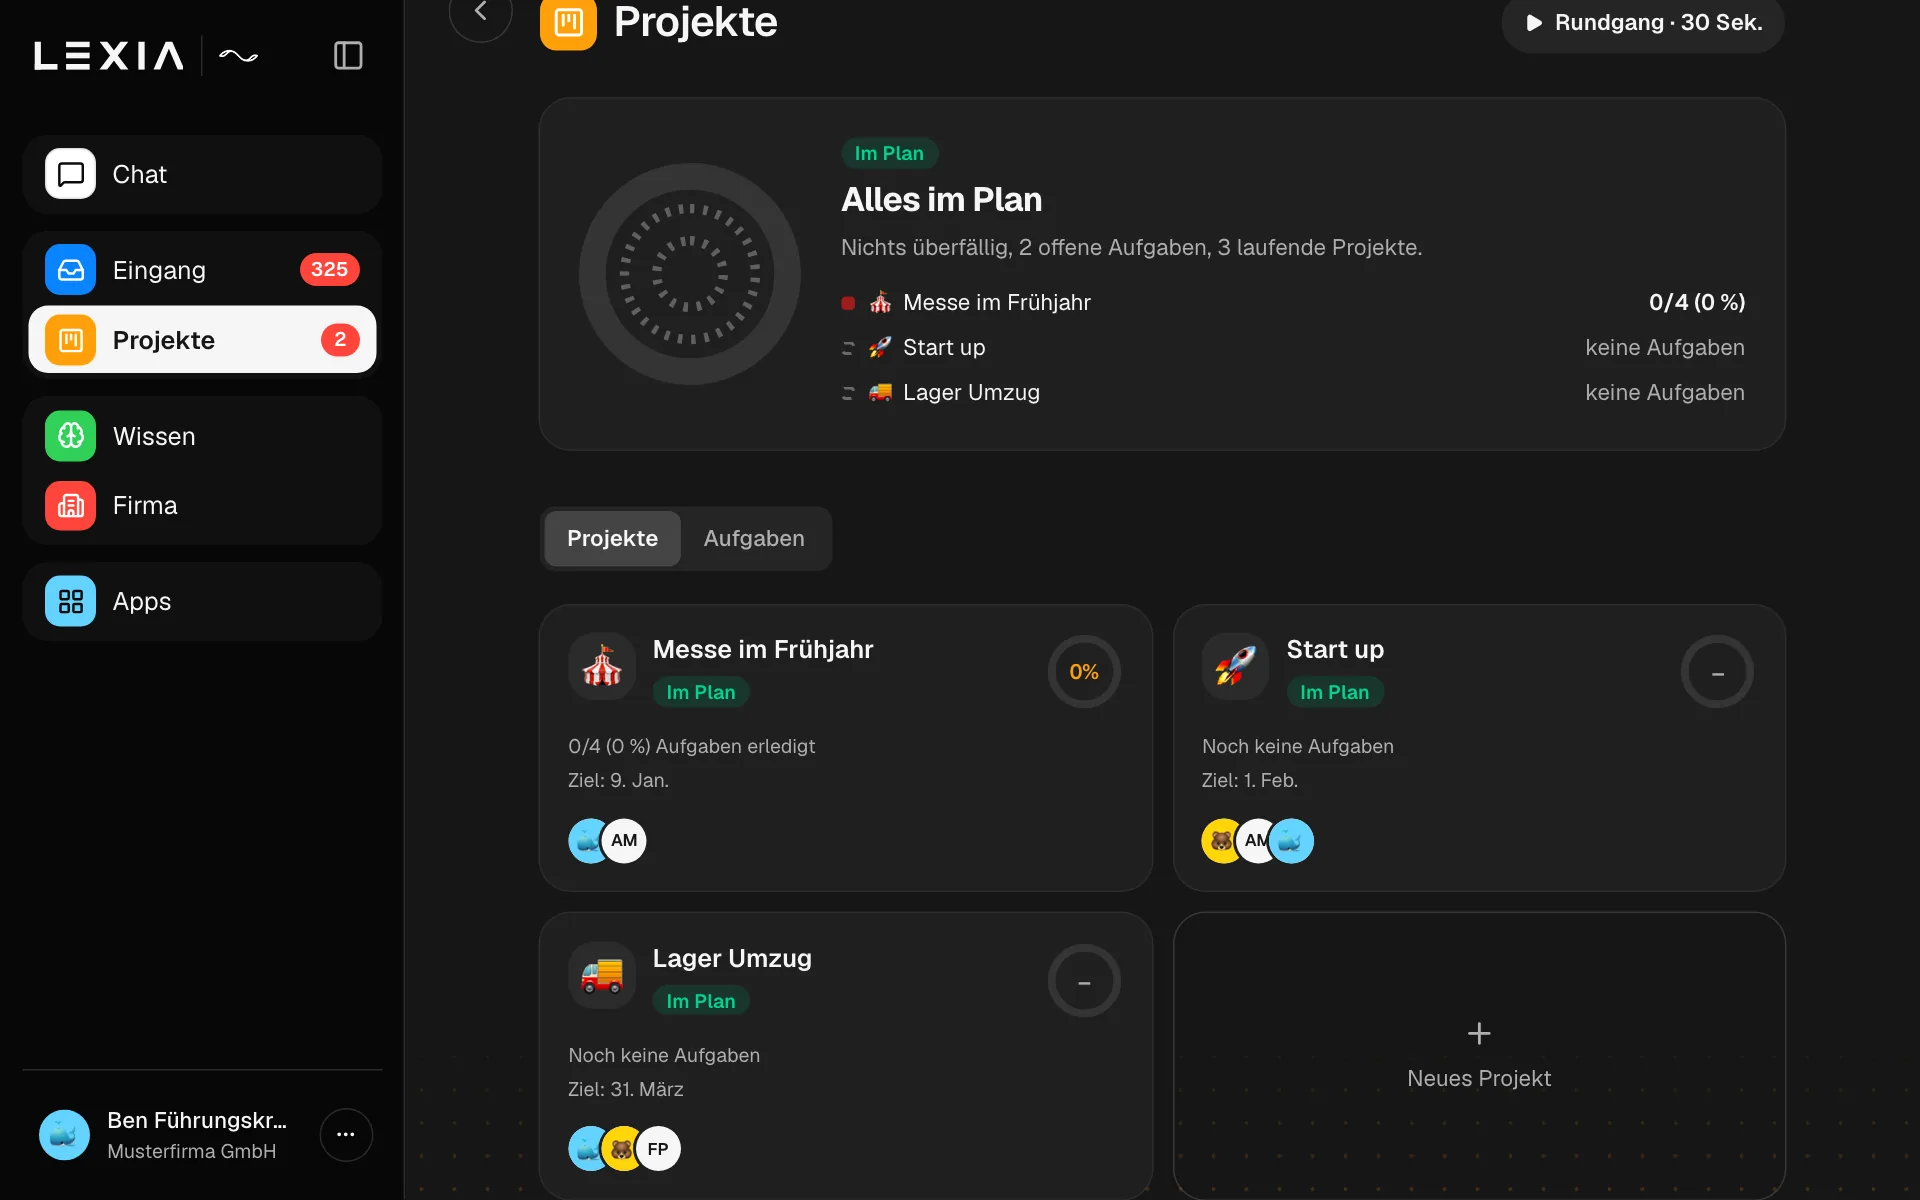 LEXIA
Chat
Eingang
325
Projekte
2
Wissen
Firma
Apps
Ben Führungskr...
Musterfirma GmbH
Projekte
Rundgang · 30 Sek.
Im Plan
Alles im Plan
Nichts überfällig, 2 offene Aufgaben, 3 laufende Projekte.
Messe im Frühjahr
0/4 (0 %)
Start up
keine Aufgaben
Lager Umzug
keine Aufgaben
Projekte
Aufgaben
Messe im Frühjahr
Im Plan
0%
0/4 (0 %) Aufgaben erledigt
Ziel: 9. Jan.
AM
Start up
Im Plan
–
Noch keine Aufgaben
Ziel: 1. Feb.
AM
Lager Umzug
Im Plan
–
Noch keine Aufgaben
Ziel: 31. März
FP
Neues Projekt